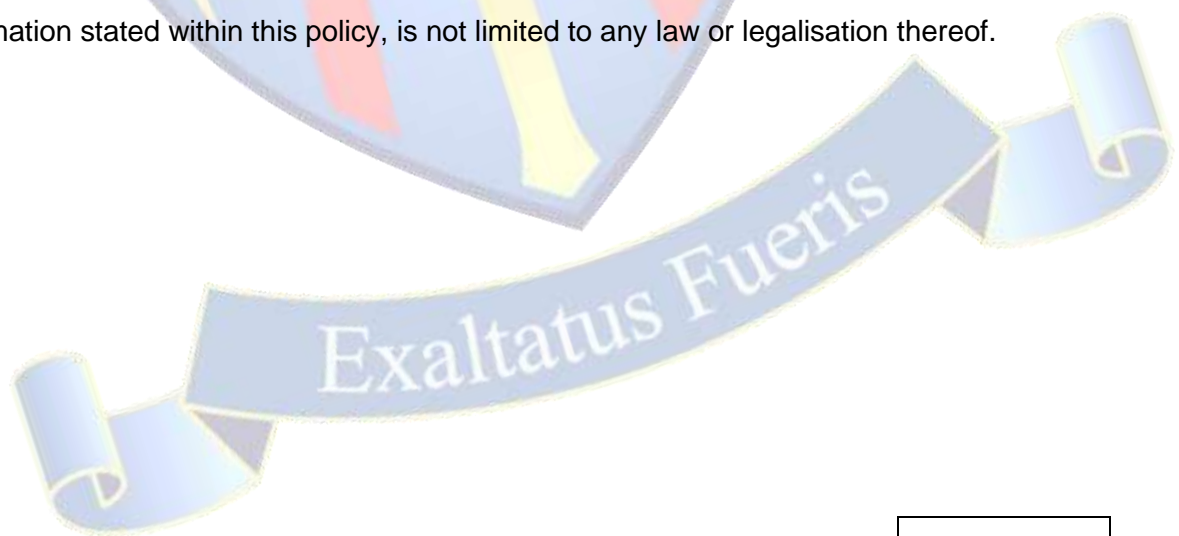 nation stated within this policy, is not limited to any law or legalisation thereof.
Exaltatus Fueris